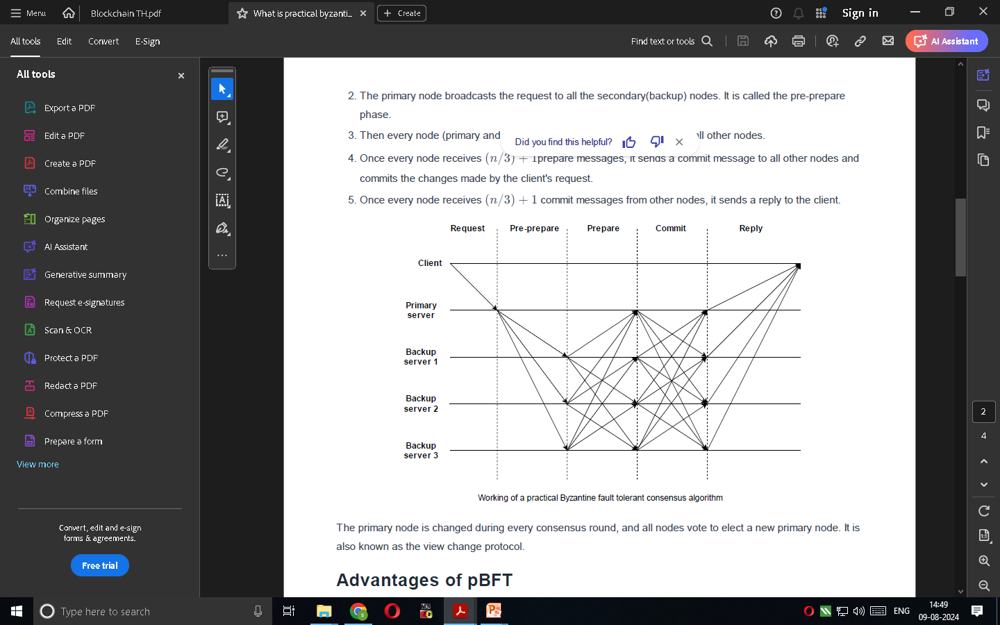 Menu
Blockchain TH.pdf
What is practical byzanti...
Create
Sign in
All tools
Edit
Convert
E-Sign
Find text or tools
AI Assistant
All tools
Export a PDF
Edit a PDF
Create a PDF
Combine files
Organize pages
AI Assistant
Generative summary
Request e-signatures
Scan & OCR
Protect a PDF
Redact a PDF
Compress a PDF
Prepare a form
View more
Convert, edit and e-sign
forms & agreements.
Free trial
2. The primary node broadcasts the request to all the secondary(backup) nodes. It is called the pre-prepare
phase.
3. Then every node (primary and all other nodes.
Did you find this helpful?
4. Once every node receives (n/3) + 1prepare messages, it sends a commit message to all other nodes and
commits the changes made by the client's request.
5. Once every node receives (n/3) + 1 commit messages from other nodes, it sends a reply to the client.
Request Pre-prepare Prepare Commit Reply
Client
Primary
server
Backup
server 1
Backup
server 2
Backup
server 3
Working of a practical Byzantine fault tolerant consensus algorithm
The primary node is changed during every consensus round, and all nodes vote to elect a new primary node. It is
also known as the view change protocol.
Advantages of pBFT
2
4
1:1
Type here to search
ENG
14:49
09-08-2024